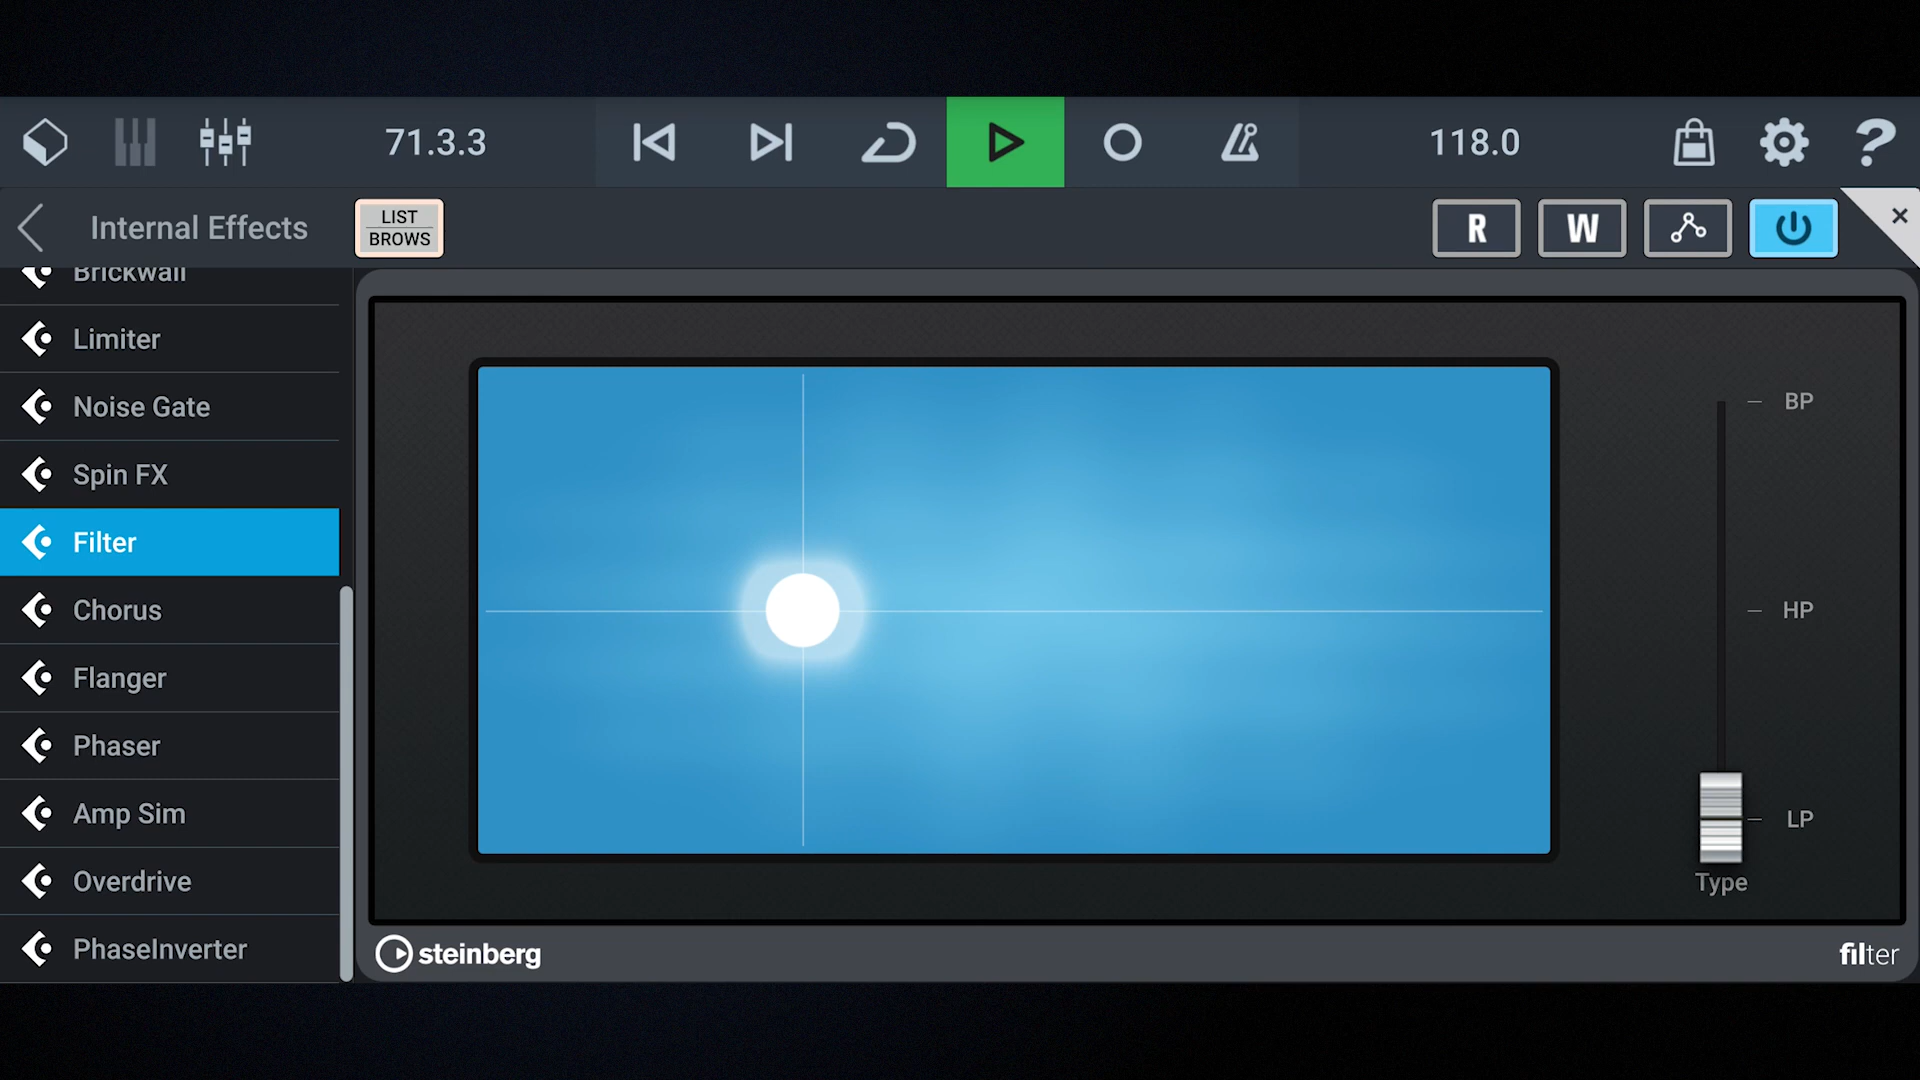 71.3.3
118.0
Internal Effects
LIST
BROWS
R
W
Brickwall
Limiter
Noise Gate
Spin FX
Filter
Chorus
Flanger
Phaser
Amp Sim
Overdrive
PhaseInverter
BP
HP
LP
Type
steinberg
filter